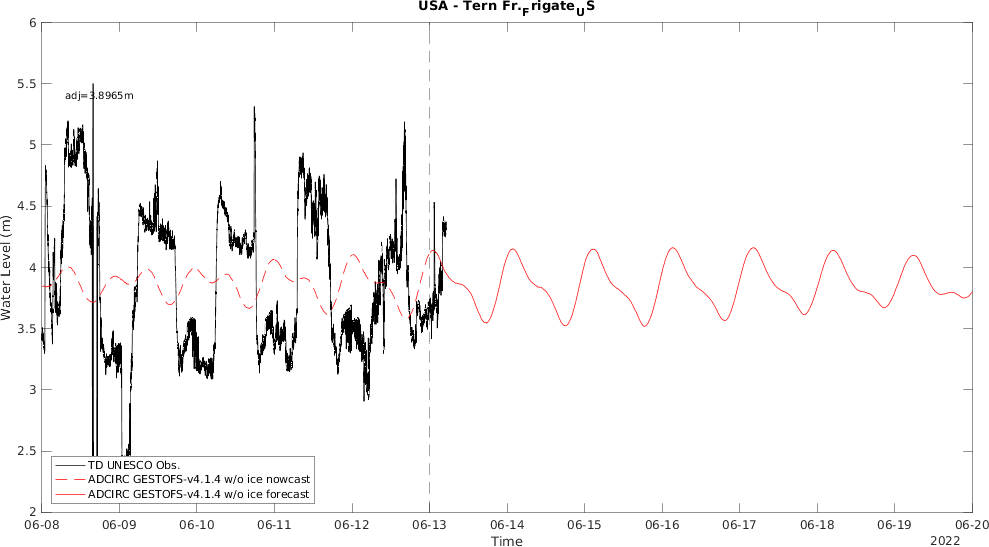 USA - Tern Fr.FrigateUS
6
5.5
adj=3.8965m
5
4.5
4
Water Level (m)
3.5
3
2.5
2
TD UNESCO Obs.
ADCIRC GESTOFS-v4.1.4 w/o ice nowcast
ADCIRC GESTOFS-v4.1.4 w/o ice forecast
06-08 06-09 06-10 06-11 06-12 06-13 06-14 06-15 06-16 06-17 06-18 06-19 06-20
Time
2022